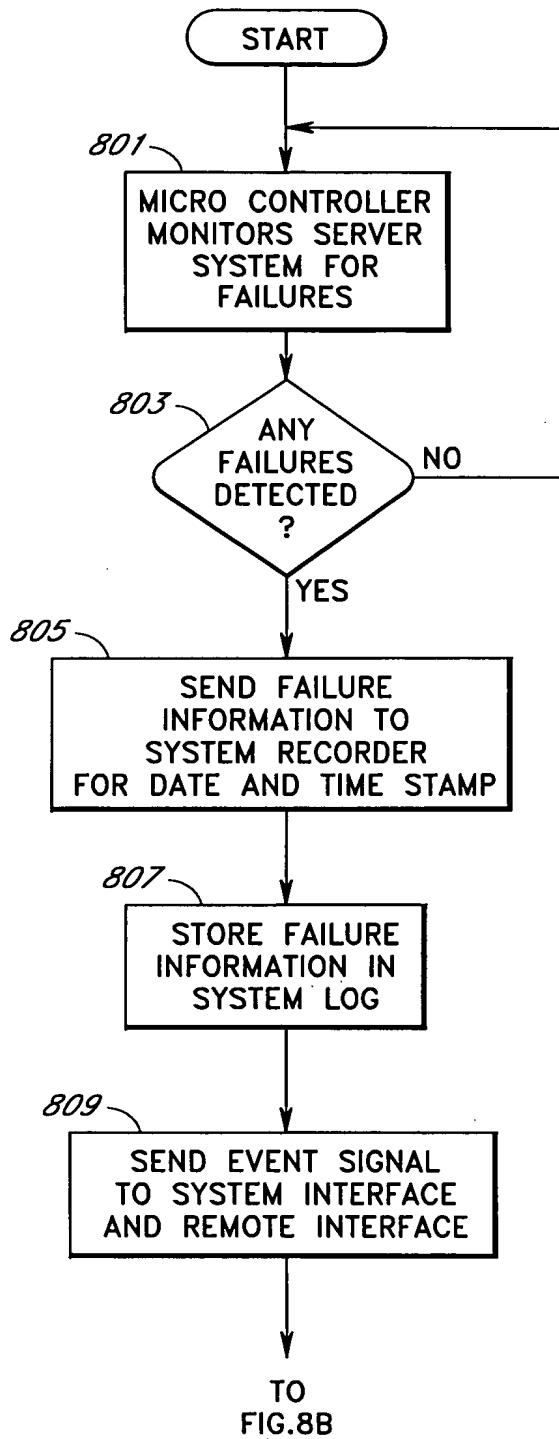 START
801
MICRO CONTROLLER
MONITORS SERVER
SYSTEM FOR
FAILURES
803
ANY
FAILURES
DETECTED
?
NO
YES
805
SEND FAILURE
INFORMATION TO
SYSTEM RECORDER
FOR DATE AND TIME STAMP
807
STORE FAILURE
INFORMATION IN
SYSTEM LOG
809
SEND EVENT SIGNAL
TO SYSTEM INTERFACE
AND REMOTE INTERFACE
TO
FIG.8B